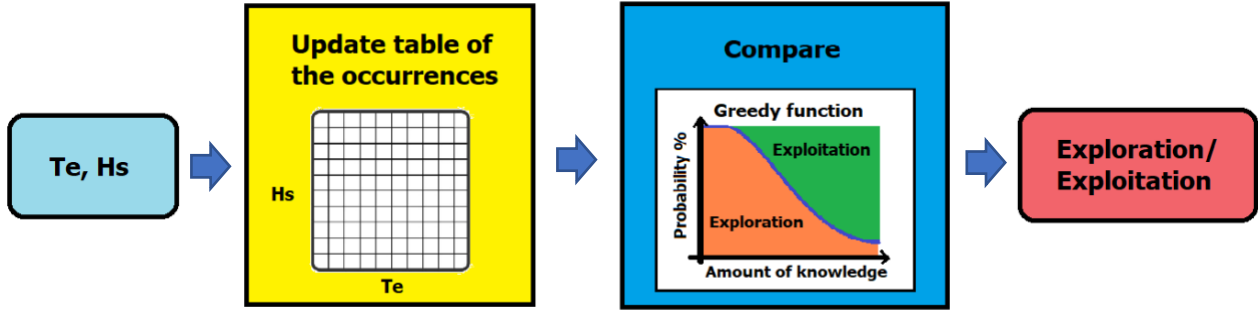 Te, Hs
Update table of
the occurrences
Hs
Te
Compare
Greedy function
Probability %
Exploitation
Exploration
Amount of knowledge
Exploration/
Exploitation